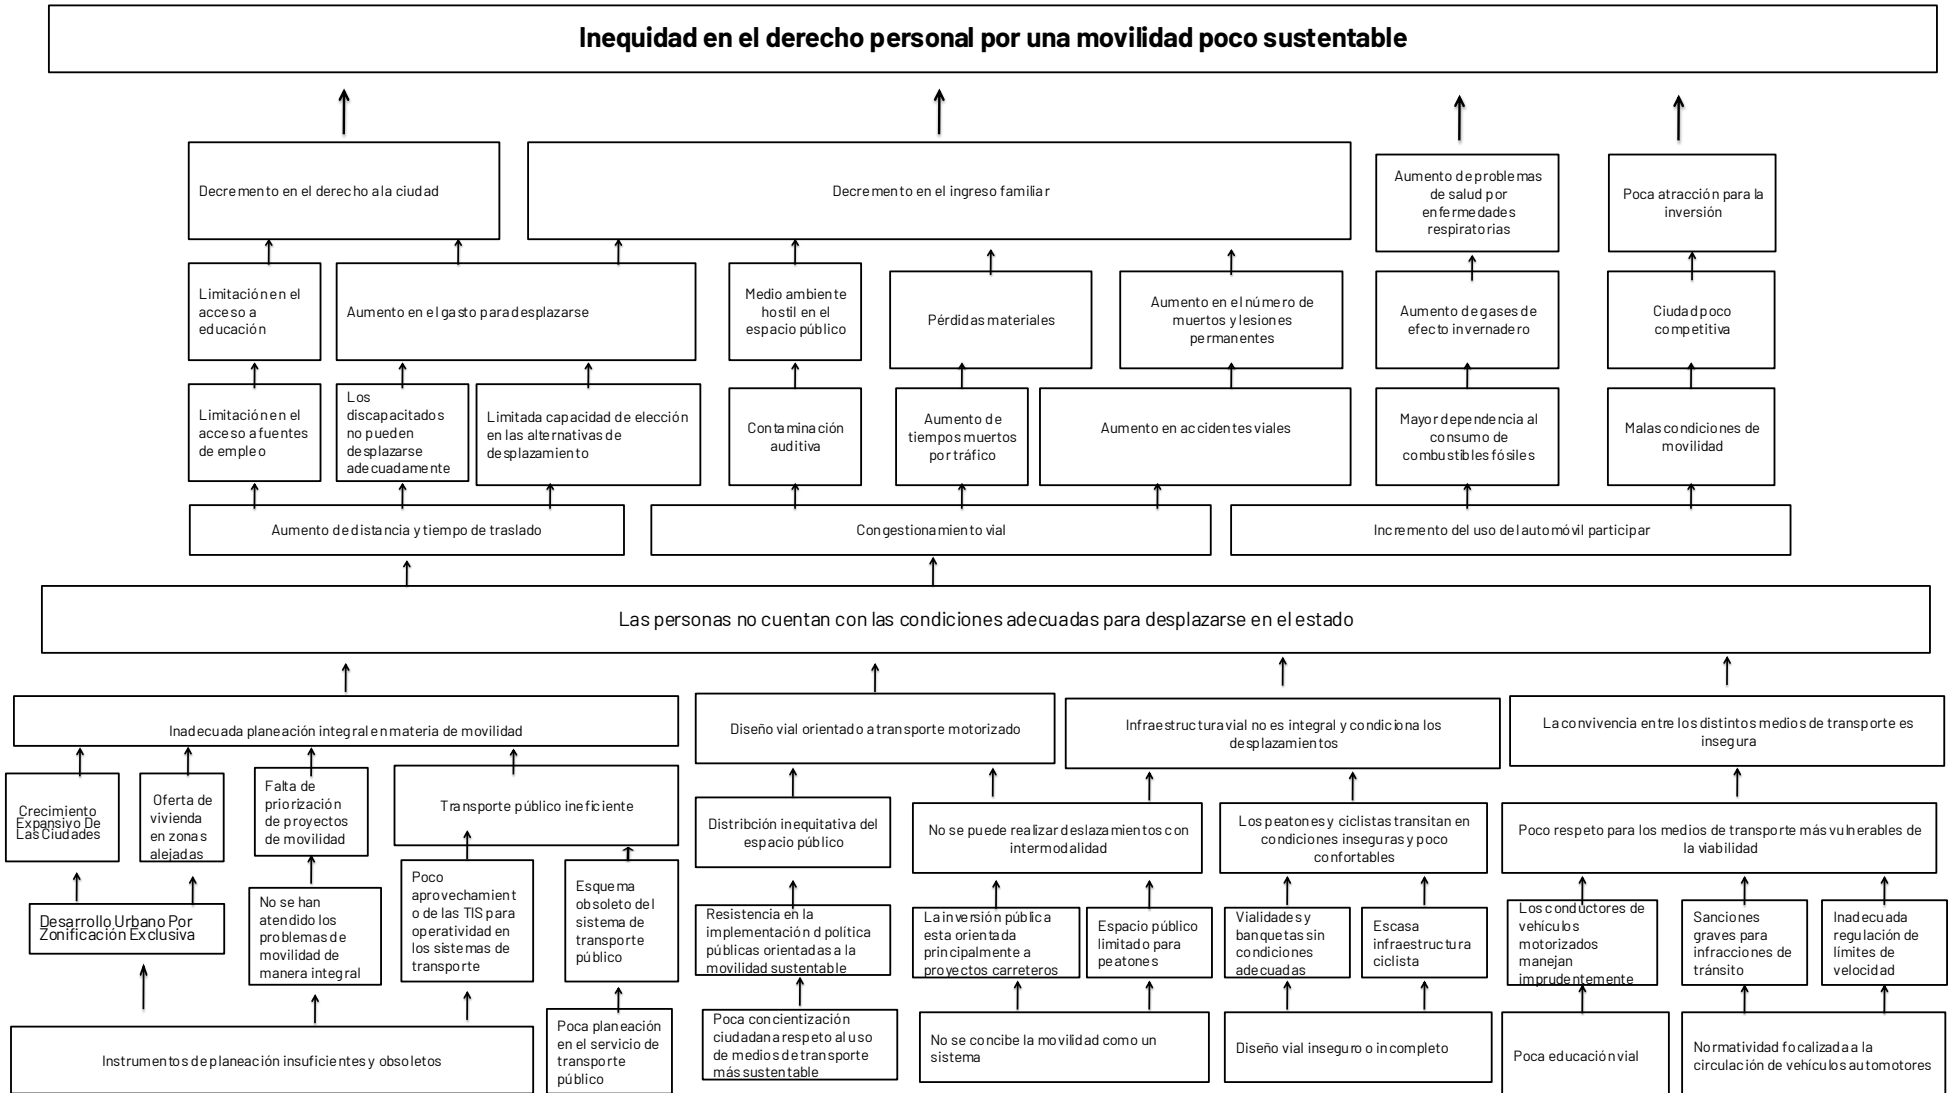 Inequidad en el derecho personal por una movilidad poco sustentable
Decremento en el derecho a la ciudad
Decremento en el ingreso familiar
Aumento de problemas
de salud por
enfermedades
respiratorias
Poca atracción para la
inversión
Limitación en el
acceso a
educación
Aumento en el gasto para desplazarse
Medio ambiente
hostil en el
espacio público
Pérdidas materiales
Aumento en el número de
muertos y lesiones
permanentes
Aumento de gases de
efecto invernadero
Ciudad poco
competitiva
Limitación en el
acceso a fuentes
de empleo
Los
discapacitados
no pueden
desplazarse
adecuadamente
Limitada capacidad de elección
en las alternativas de
desplazamiento
Contaminación
auditiva
Aumento de
tiempos muertos
por tráfico
Aumento en accidentes viales
Mayor dependencia al
consumo de
combustibles fósiles
Malas condiciones de
movilidad
Aumento de distancia y tiempo de traslado
Congestionamiento vial
Incremento del uso del automóvil participar
Las personas no cuentan con las condiciones adecuadas para desplazarse en el estado
Inadecuada planeación integral en materia de movilidad
Diseño vial orientado a transporte motorizado
Infraestructura vial no es integral y condiciona los
desplazamientos
La convivencia entre los distintos medios de transporte es
insegura
Crecimiento
Expansivo De
Las Ciudades
Oferta de
vivienda
en zonas
alejadas
Falta de
priorización
de proyectos
de movilidad
Transporte público ineficiente
Distribción inequitativa del
espacio público
No se puede realizar deslazamientos con
intermodalidad
Los peatones y ciclistas transitan en
condiciones inseguras y poco
confortables
Poco respeto para los medios de transporte más vulnerables de
la viabilidad
Desarrollo Urbano Por
Zonificación Exclusiva
No se han
atendido los
problemas de
movilidad de
manera integral
Poco
aprovechamient
o de las TIS para
operatividad en
los sistemas de
transporte
Esquema
obsoleto del
sistema de
transporte
público
Resistencia en la
implementación d política
públicas orientadas a la
movilidad sustentable
La inversión pública
esta orientada
principalmente a
proyectos carreteros
Espacio público
limitado para
peatones
Vialidades y
banquetas sin
condiciones
adecuadas
Escasa
infraestructura
ciclista
Los conductores de
vehículos
motorizados
manejan
imprudentemente
Sanciones
graves para
infracciones de
tránsito
Inadecuada
regulación de
límites de
velocidad
Instrumentos de planeación insuficientes y obsoletos
Poca planeación
en el servicio de
transporte
público
Poca concientización
ciudadana respeto al uso
de medios de transporte
más sustentable
No se concibe la movilidad como un
sistema
Diseño vial inseguro o incompleto
Poca educación vial
Normatividad focalizada a la
circulación de vehículos automotores